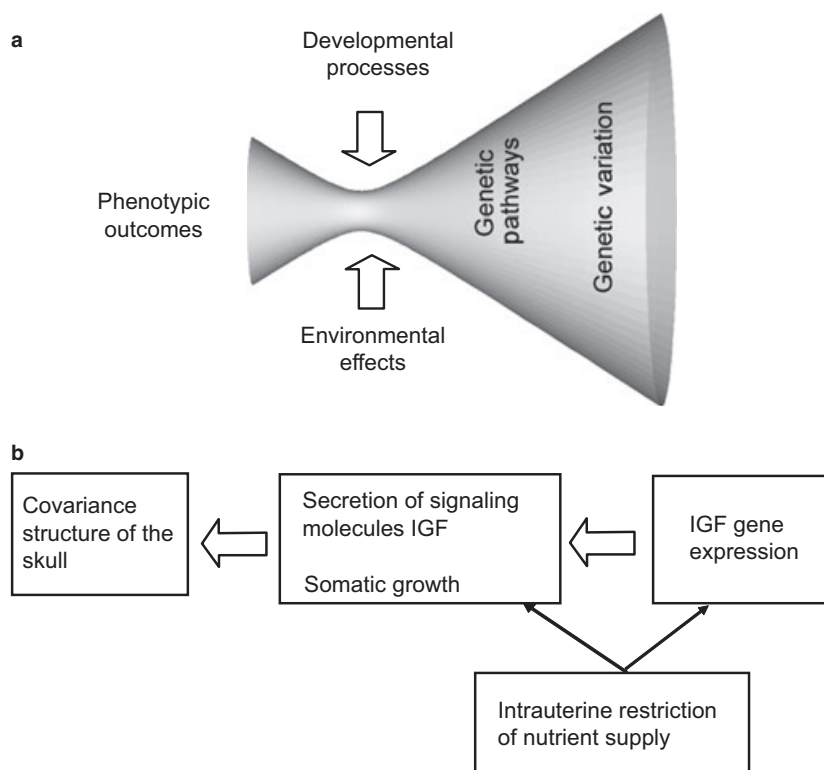 a
Developmental
processes
Phenotypic
outcomes
Genetic
pathways
Genetic variation
Environmental
effects
b
Covariance
structure of the
skull
Secretion of signaling
molecules IGF
Somatic growth
IGF gene
expression
Intrauterine restriction
of nutrient supply